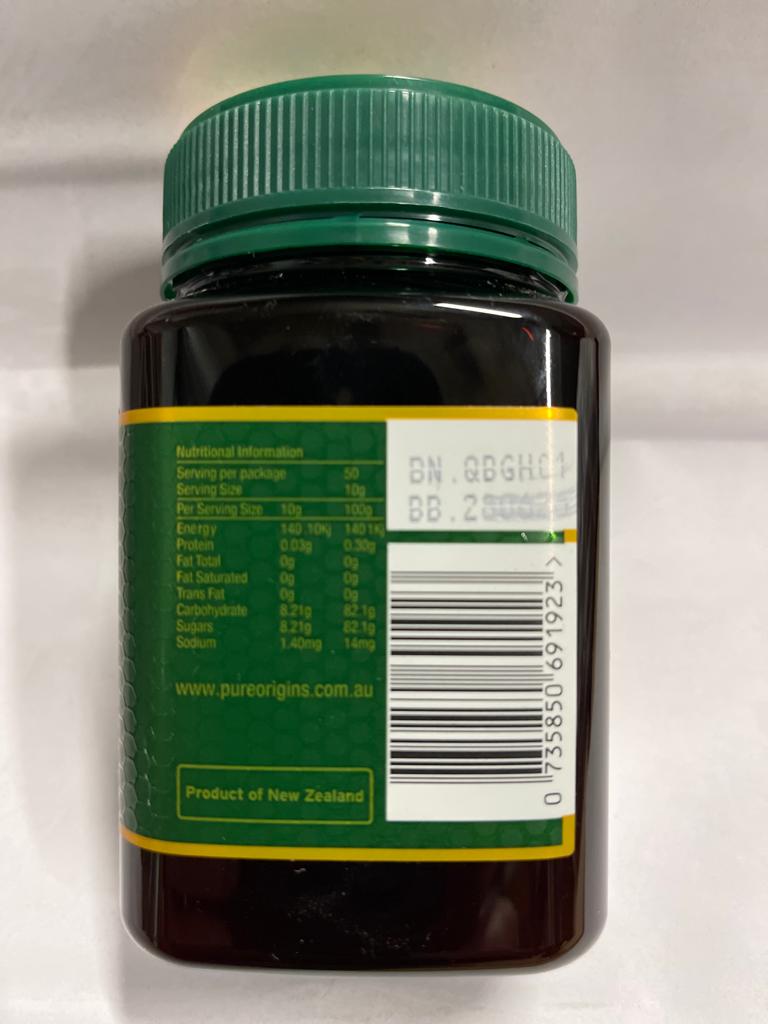 Nutritional Information
Serving per package 50
Serving Size 10g
Per Serving Size 10g 100g
Energy 140.10Kj 1401Kj
Protein 0.03g 0.30g
Fat Total 0g 0g
Fat Saturated 0g 0g
Trans Fat 0g 0g
Carbohydrate 8.21g 82.1g
Sugars 8.21g 82.1g
Sodium 1.40mg 14mg
www.pureorigins.com.au
Product of New Zealand
BN.
BB.
0 735850 691923 >